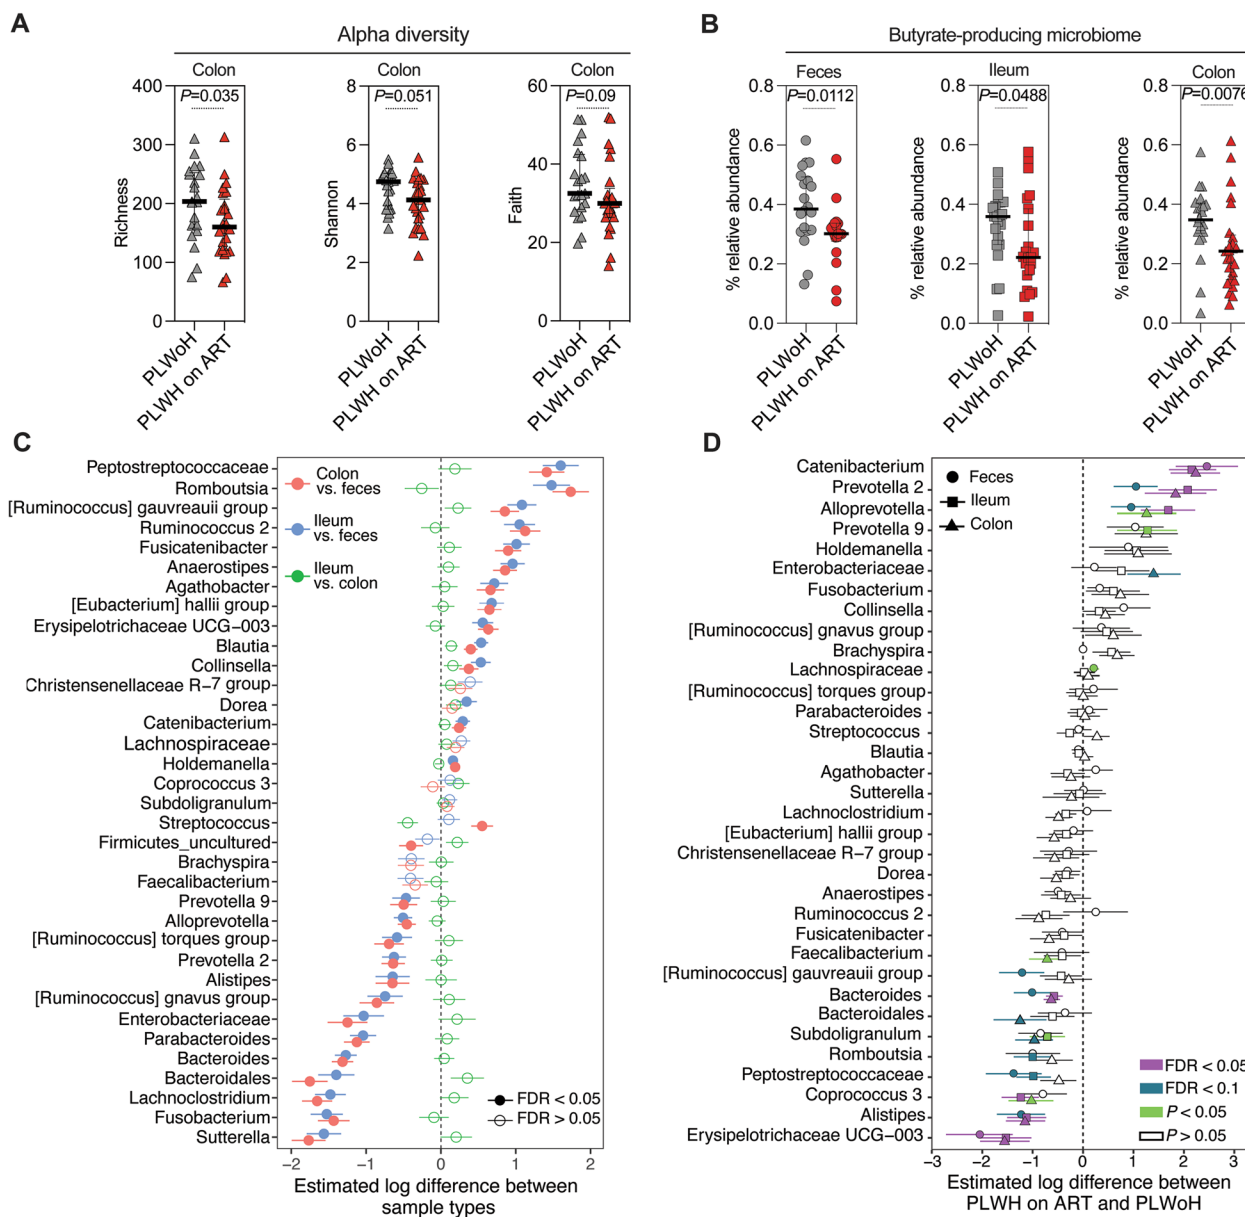 A
Alpha diversity
Colon
Colon
Colon
P=0.035
P=0.051
P=0.09
Richness
400
300
200
100
0
Shannon
8
6
4
2
0
Faith
60
40
20
0
PLWoH
PLWH on ART
PLWoH
PLWH on ART
PLWoH
PLWH on ART
B
Butyrate-producing microbiome
Feces
Ileum
Colon
P=0.0112
P=0.0488
P=0.0076
% relative abundance
0.8
0.6
0.4
0.2
0.0
% relative abundance
0.8
0.6
0.4
0.2
0.0
% relative abundance
0.8
0.6
0.4
0.2
0.0
PLWoH
PLWH on ART
PLWoH
PLWH on ART
PLWoH
PLWH on ART
C
Peptostreptococcaceae
Romboutsia
[Ruminococcus] gauvreauii group
Ruminococcus 2
Fusicatenibacter
Anaerostipes
Agathobacter
[Eubacterium] hallii group
Erysipelotrichaceae UCG−003
Blautia
Collinsella
Christensenellaceae R−7 group
Dorea
Catenibacterium
Lachnospiraceae
Holdemanella
Coprococcus 3
Subdoligranulum
Streptococcus
Firmicutes_uncultured
Brachyspira
Faecalibacterium
Prevotella 9
Alloprevotella
[Ruminococcus] torques group
Prevotella 2
Alistipes
[Ruminococcus] gnavus group
Enterobacteriaceae
Parabacteroides
Bacteroides
Bacteroidales
Lachnoclostridium
Fusobacterium
Sutterella
Colon
vs. feces
Ileum
vs. feces
Ileum
vs. colon
FDR < 0.05
FDR > 0.05
−2
−1
0
1
2
Estimated log difference between
sample types
D
Catenibacterium
Prevotella 2
Alloprevotella
Prevotella 9
Holdemanella
Enterobacteriaceae
Fusobacterium
Collinsella
[Ruminococcus] gnavus group
Brachyspira
Lachnospiraceae
[Ruminococcus] torques group
Parabacteroides
Streptococcus
Blautia
Agathobacter
Sutterella
Lachnoclostridium
[Eubacterium] hallii group
Christensenellaceae R−7 group
Dorea
Anaerostipes
Ruminococcus 2
Fusicatenibacter
Faecalibacterium
[Ruminococcus] gauvreauii group
Bacteroides
Bacteroidales
Subdoligranulum
Romboutsia
Peptostreptococcaceae
Coprococcus 3
Alistipes
Erysipelotrichaceae UCG−003
Feces
Ileum
Colon
FDR < 0.05
FDR < 0.1
P < 0.05
P > 0.05
−3
−2
−1
0
1
2
3
Estimated log difference between
PLWH on ART and PLWoH